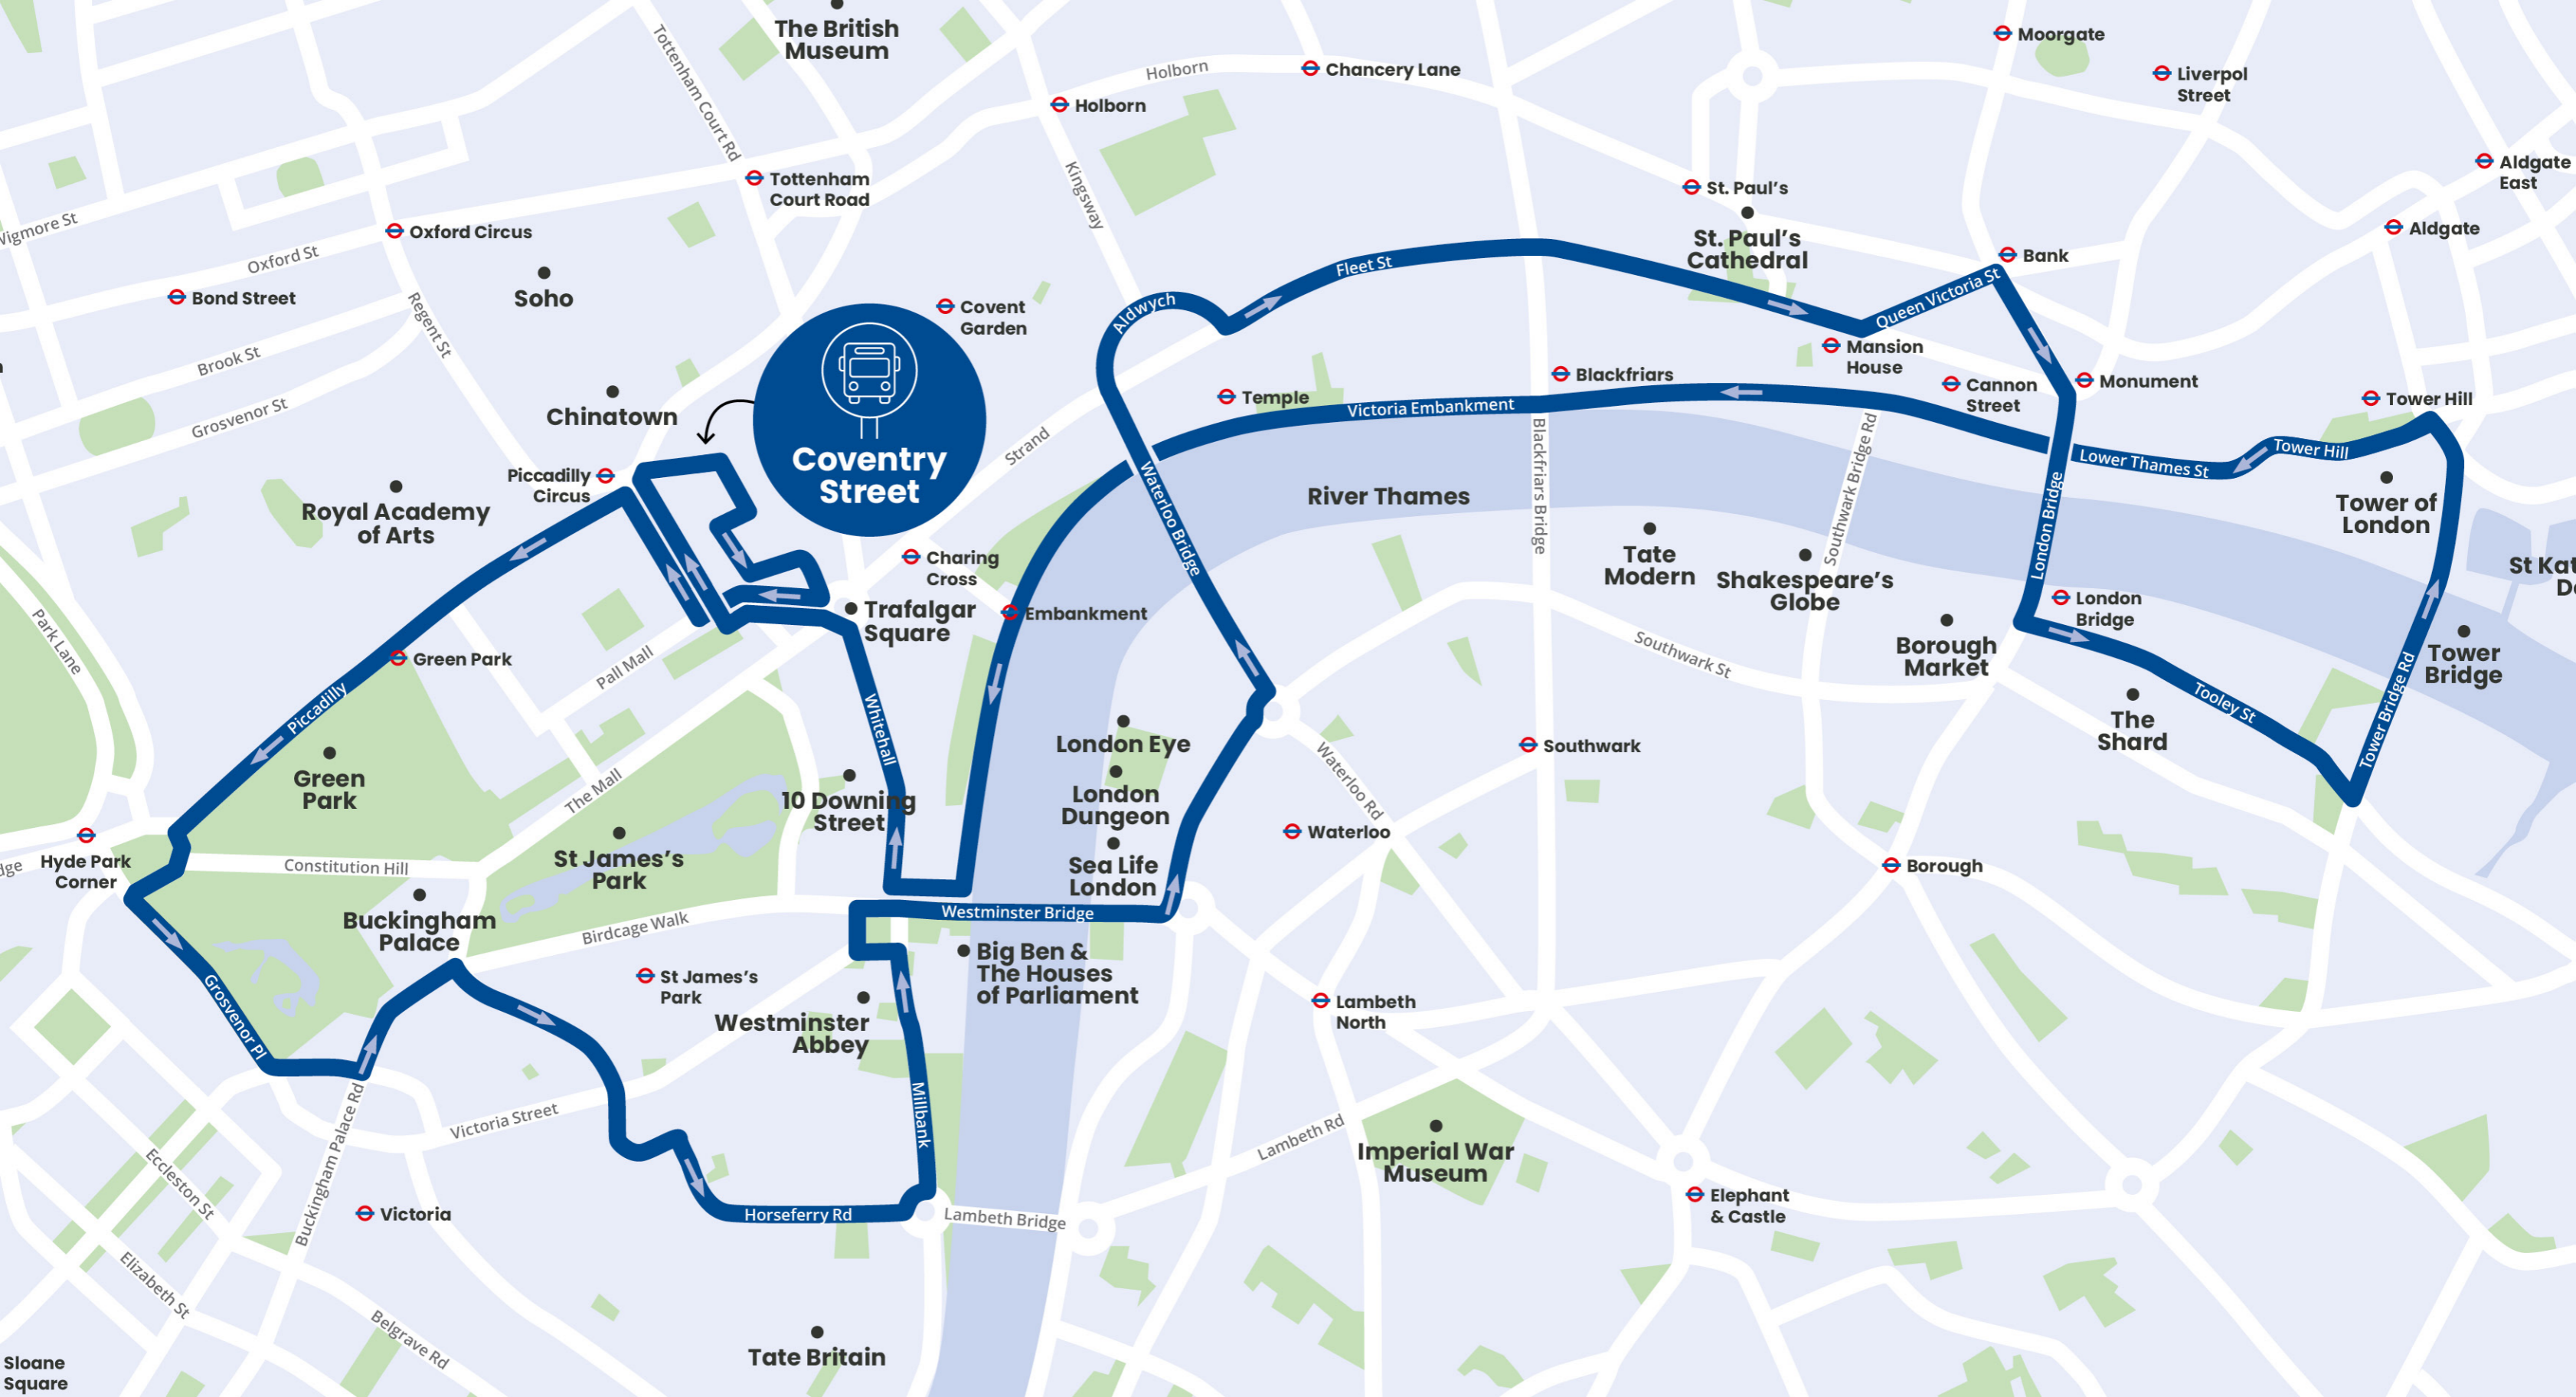 The British
Museum
Moorgate
Liverpol
Street
Holborn
Chancery Lane
Holborn
Tottenham Court Rd
Kingsway
Tottenham
Court Road
St. Paul's
St. Paul's
Cathedral
Aldgate
East
Aldgate
Bank
Wigmore St
Oxford Circus
Oxford St
Bond Street
Soho
Regent St
Brook St
Grosvenor St
Chinatown
Covent
Garden
Coventry
Street
Aldwych
Fleet St
Queen Victoria St
Mansion
House
Cannon
Street
Monument
Tower Hill
Temple
Blackfriars
Victoria Embankment
Lower Thames St
Tower Hill
Strand
Piccadilly
Circus
Royal Academy
of Arts
River Thames
Waterloo Bridge
Blackfriars Bridge
Southwark Bridge Rd
London Bridge
Tower of
London
St Kat
Charing
Cross
Embankment
Trafalgar
Square
Tate
Modern
Shakespeare's
Globe
London
Bridge
Borough
Market
Tower
Bridge
Park Lane
Green Park
Pall Mall
Piccadilly
Whitehall
Southwark St
The
Shard
Tooley St
Tower Bridge Rd
Green
Park
The Mall
10 Downing
Street
London Eye
London
Dungeon
Sea Life
London
Waterloo Rd
Southwark
Waterloo
Hyde Park
Corner
dge
Constitution Hill
St James's
Park
Borough
Buckingham
Palace
Birdcage Walk
Westminster Bridge
Big Ben &
The Houses
of Parliament
St James's
Park
Westminster
Abbey
Lambeth
North
Grosvenor Pl
Millbank
Victoria Street
Buckingham Palace Rd
Eccleston St
Lambeth Rd
Imperial War
Museum
Victoria
Horseferry Rd
Lambeth Bridge
Elephant
& Castle
Elizabeth St
Belgrave Rd
Tate Britain
Sloane
Square